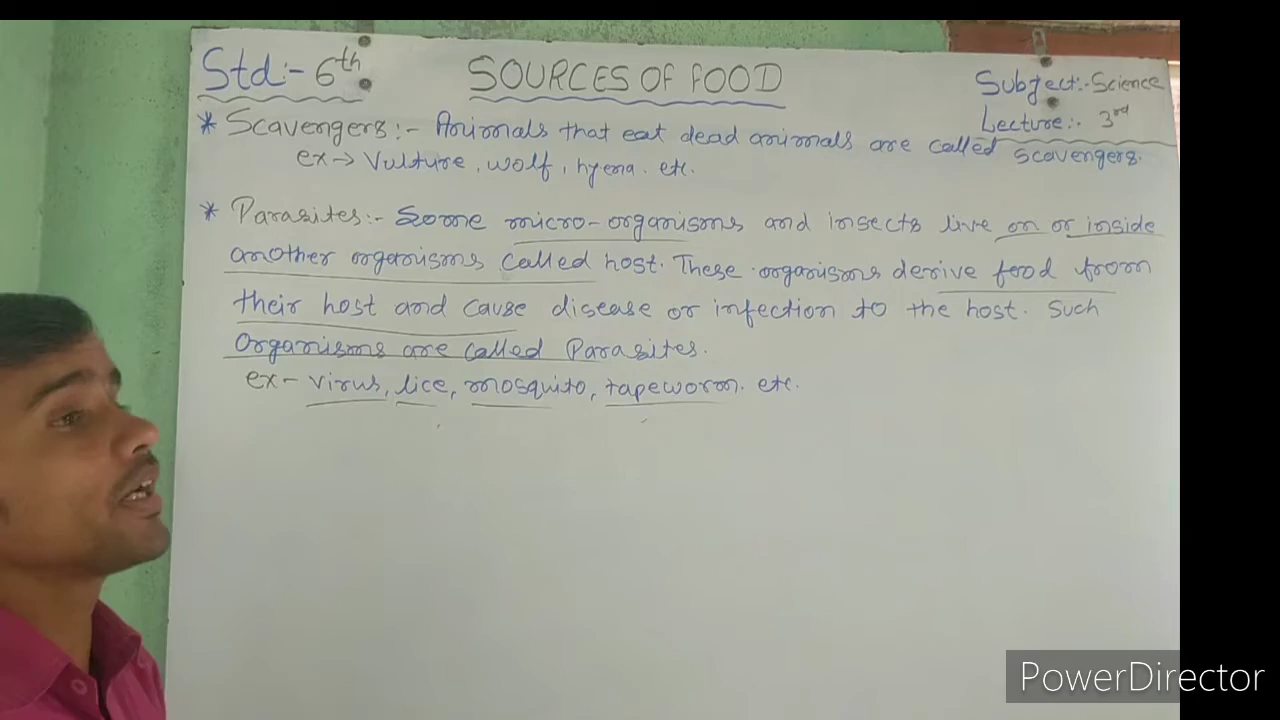 Std:- 6th
SOURCES OF FOOD
Subject:- Science
Lecture:- 3rd
* Scavengers:- Animals that eat dead animals are called scavengers.
ex→ Vulture, wolf, hyena. etc.
* Parasites:- Some micro-organisms and insects live on or inside
another organisms called host. These organisms derive food from
their host and cause disease or infection to the host. Such
organisms are called Parasites.
ex- virus, lice, mosquito, tapeworm. etc.
PowerDirector